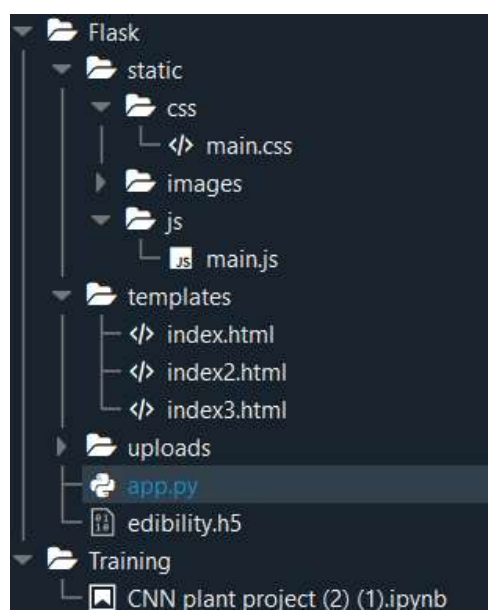 Flask
static
css
</> main.css
images
js
JS main.js
templates
</> index.html
</> index2.html
</> index3.html
uploads
app.py
edibility.h5
Training
CNN plant project (2) (1).ipynb